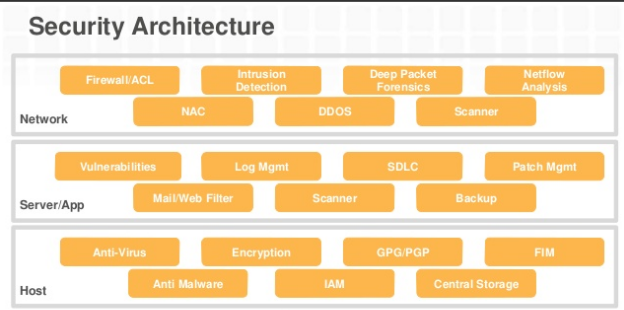 Security Architecture
Firewall/ACL
Intrusion
Detection
Deep Packet
Forensics
Netflow
Analysis
NAC
DDOS
Scanner
Network
Vulnerabilities
Log Mgmt
SDLC
Patch Mgmt
Mail/Web Filter
Scanner
Backup
Server/App
Anti-Virus
Encryption
GPG/PGP
FIM
Anti Malware
IAM
Central Storage
Host